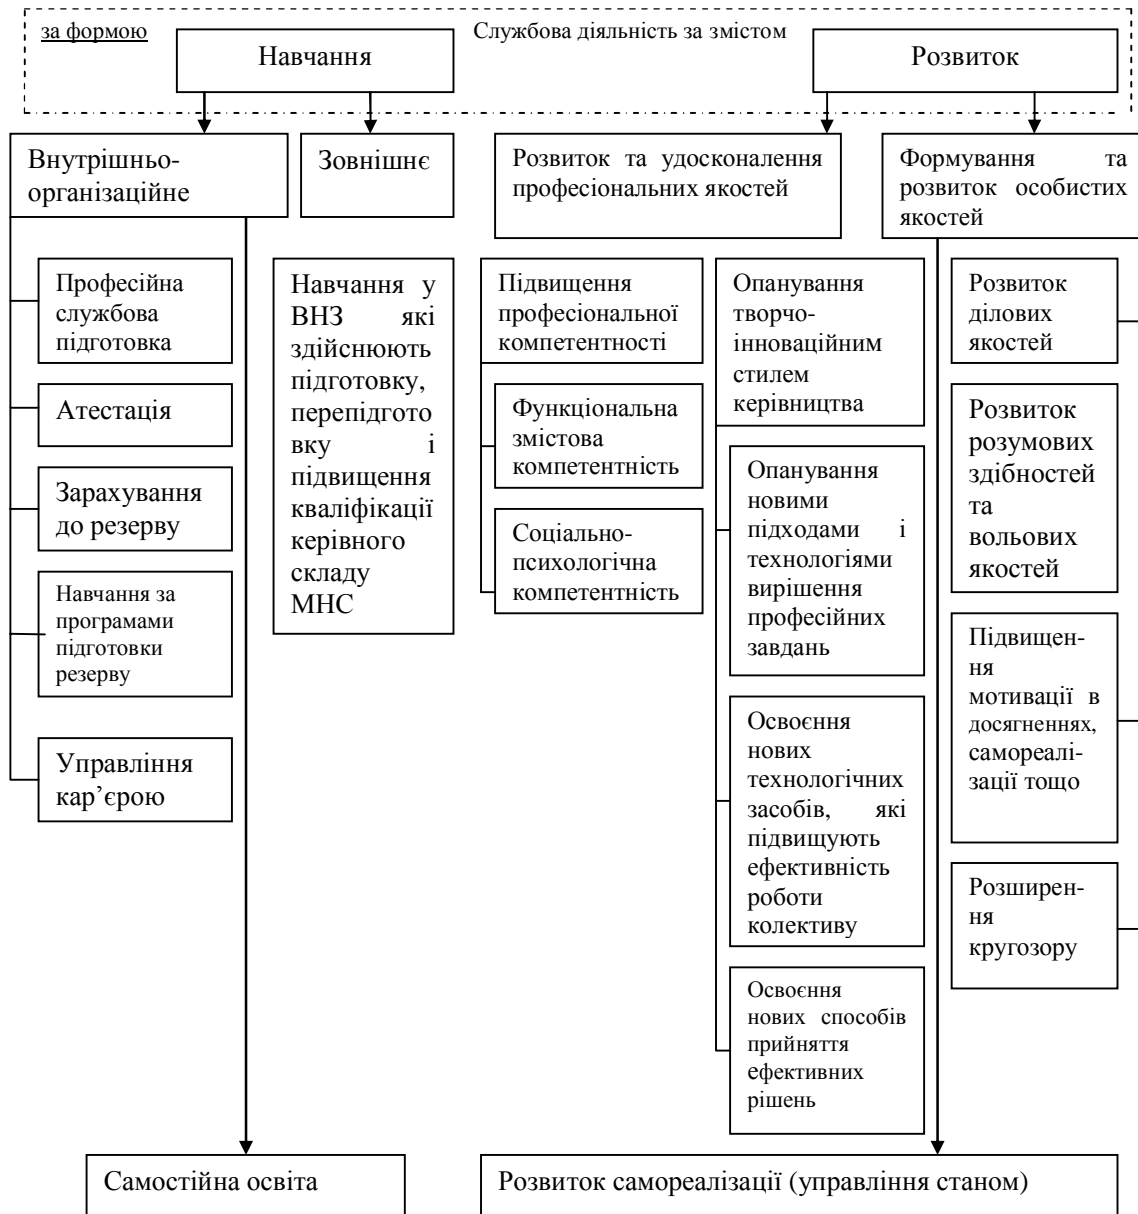 за формою
Службова діяльність за змістом
Навчання
Розвиток
Внутрішньо-
організаційне
Зовнішнє
Розвиток та удосконалення
професіональних якостей
Формування та
розвиток особистих
якостей
Професійна
службова
підготовка
Атестація
Зарахування
до резерву
Навчання за
програмами
підготовки
резерву
Управління
кар’єрою
Навчання у
ВНЗ які
здійснюють
підготовку,
перепідгото
вку і
підвищення
кваліфікації
керівного
складу
МНС
Підвищення
професіональної
компетентності
Функціональна
змістова
компетентність
Соціально-
психологічна
компетентність
Опанування
творчо-
інноваційним
стилем
керівництва
Опанування
новими
підходами і
технологіями
вирішення
професійних
завдань
Освоєння
нових
технологічних
засобів, які
підвищують
ефективність
роботи
колективу
Освоєння
нових способів
прийняття
ефективних
рішень
Розвиток
ділових
якостей
Розвиток
розумових
здібностей
та
вольових
якостей
Підвищен-
ня
мотивації в
досягненнях,
самореалі-
зації тощо
Розширен-
ня
кругозору
Самостійна освіта
Розвиток самореалізації (управління станом)